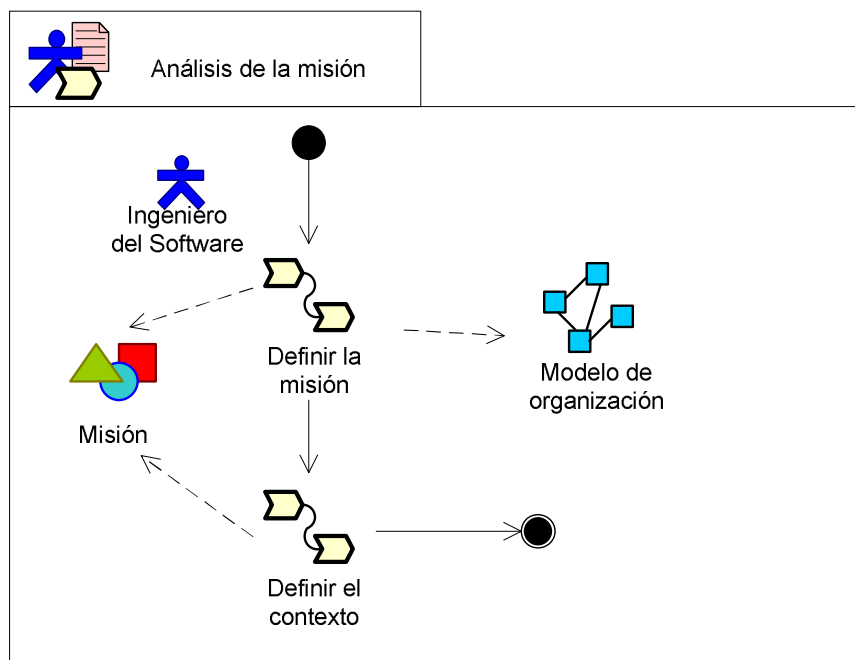 Análisis de la misión
Ingeniero
del Software
Definir la
misión
Modelo de
organización
Misión
Definir el
contexto